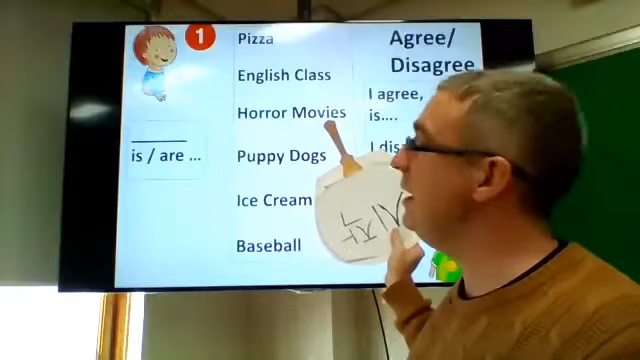 1
Pizza
English Class
Horror Movies
Puppy Dogs
Ice Cream
Baseball
is / are ...
Agree/
Disagree
I agree,
is....
I